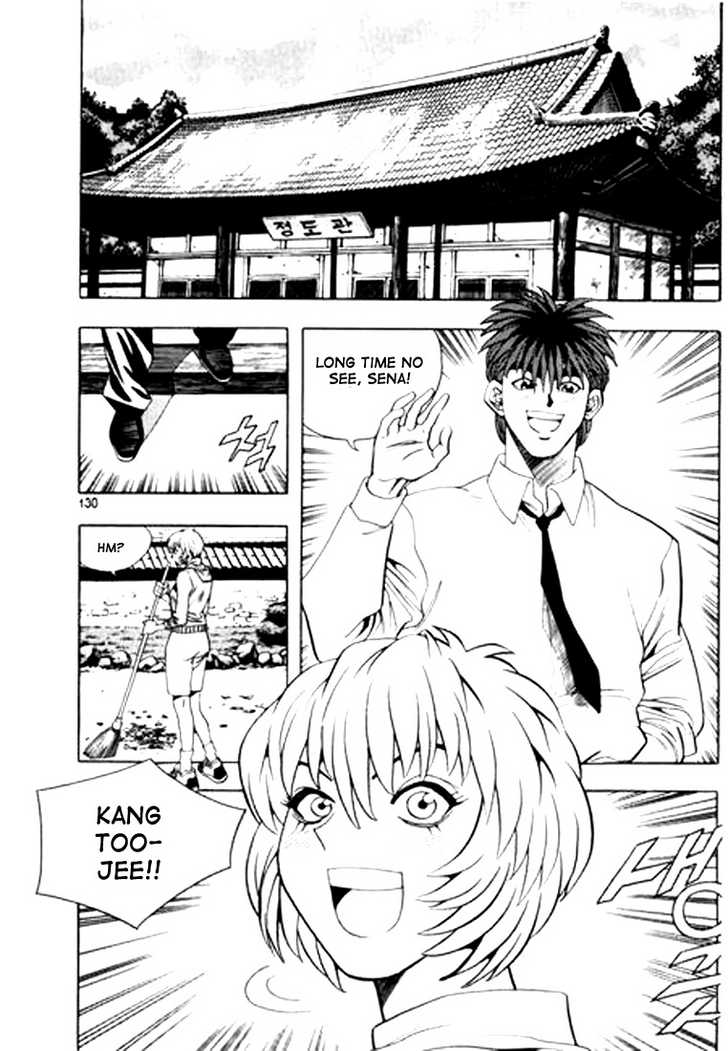 정도관
LONG TIME NO
SEE, SENA!
130
HM?
KANG
TOO-
JEE!!